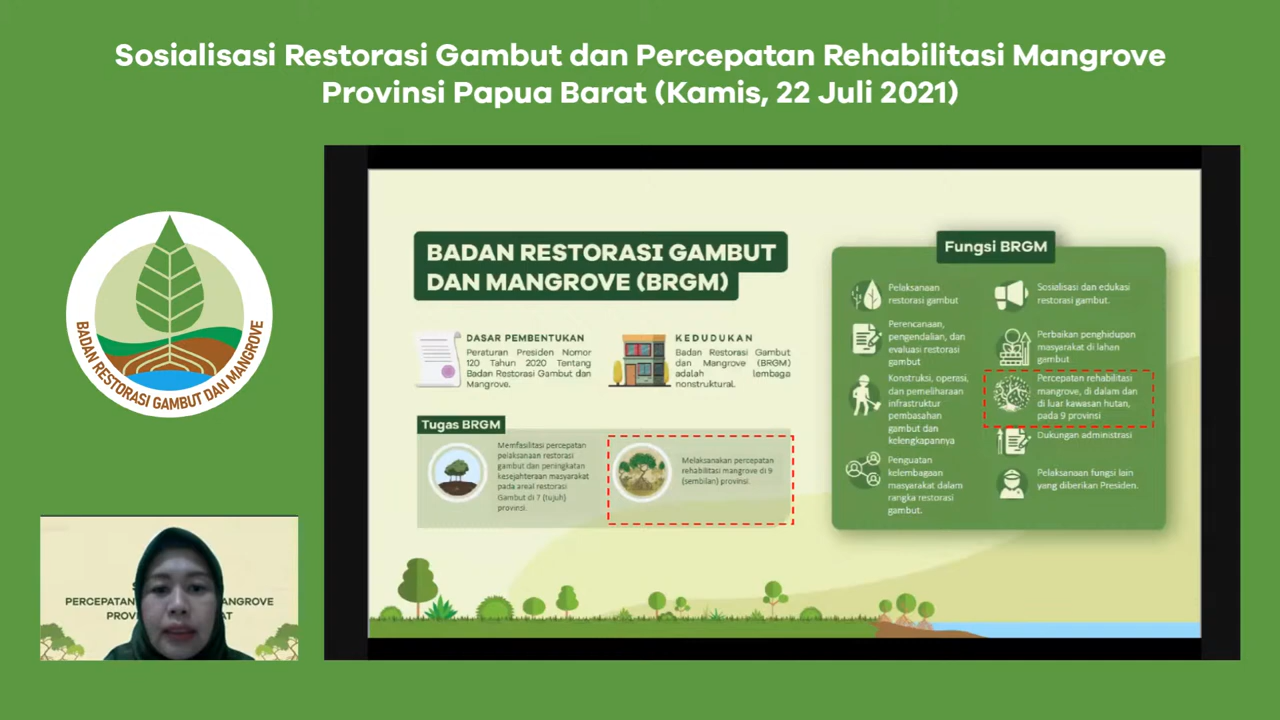 Sosialisasi Restorasi Gambut dan Percepatan Rehabilitasi Mangrove
Provinsi Papua Barat (Kamis, 22 Juli 2021)
BADAN RESTORASI GAMBUT DAN MANGROVE
BADAN RESTORASI GAMBUT
DAN MANGROVE (BRGM)
DASAR PEMBENTUKAN
Peraturan Presiden Nomor
120 Tahun 2020 Tentang
Badan Restorasi Gambut dan
Mangrove.
KEDUDUKAN
Badan Restorasi Gambut
dan Mangrove (BRGM)
adalah lembaga
nonstruktural.
Tugas BRGM
Memfasilitasi percepatan
pelaksanaan restorasi
gambut dan peningkatan
kesejahteraan masyarakat
pada areal restorasi
Gambut di 7 (tujuh)
provinsi.
Melaksanakan percepatan
rehabilitasi mangrove di 9
(sembilan) provinsi.
Fungsi BRGM
Pelaksanaan
restorasi gambut
Perencanaan,
pengendalian, dan
evaluasi restorasi
gambut
Konstruksi, operasi,
dan pemeliharaan
infrastruktur
pembasahan
gambut dan
kelengkapannya
Penguatan
kelembagaan
masyarakat dalam
rangka restorasi
gambut.
Sosialisasi dan edukasi
restorasi gambut.
Perbaikan penghidupan
masyarakat di lahan
gambut
Percepatan rehabilitasi
mangrove, di dalam dan
di luar kawasan hutan,
pada 9 provinsi
Dukungan administrasi
Pelaksanaan fungsi lain
yang diberikan Presiden.
PERCEPATAN ANGROVE